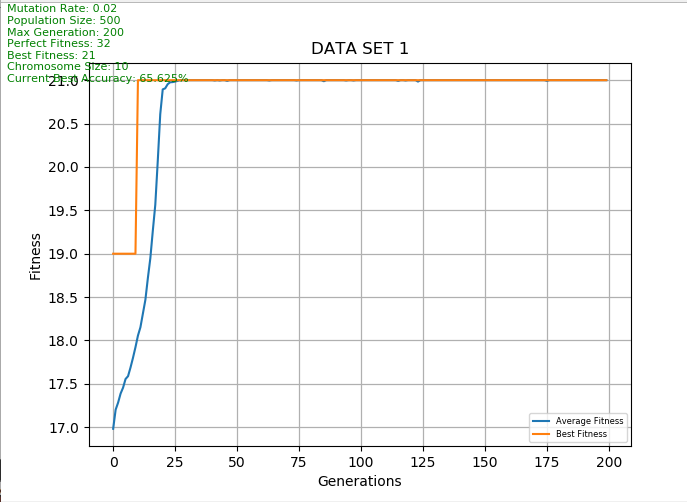 Mutation Rate: 0.02
Population Size: 500
Max Generation: 200
Perfect Fitness: 32
Best Fitness: 21
Chromosome Size: 10
Current Best Accuracy: 65.625%
DATA SET 1
21.0
20.5
20.0
19.5
19.0
18.5
18.0
17.5
17.0
Fitness
Average Fitness
Best Fitness
0 25 50 75 100 125 150 175 200
Generations